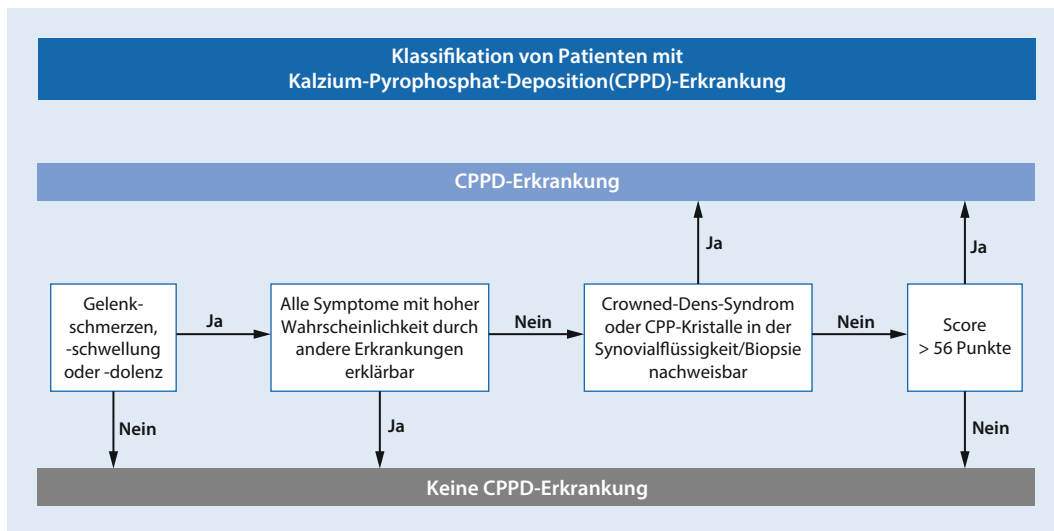 Klassifikation von Patienten mit
Kalzium-Pyrophosphat-Deposition(CPPD)-Erkrankung
CPPD-Erkrankung
Ja
Ja
Gelenk-
schmerzen,
-schwellung
oder -dolenz
Ja
Alle Symptome mit hoher
Wahrscheinlichkeit durch
andere Erkrankungen
erklärbar
Nein
Crowned-Dens-Syndrom
oder CPP-Kristalle in der
Synovialflüssigkeit/Biopsie
nachweisbar
Nein
Score
> 56 Punkte
Nein
Ja
Nein
Keine CPPD-Erkrankung